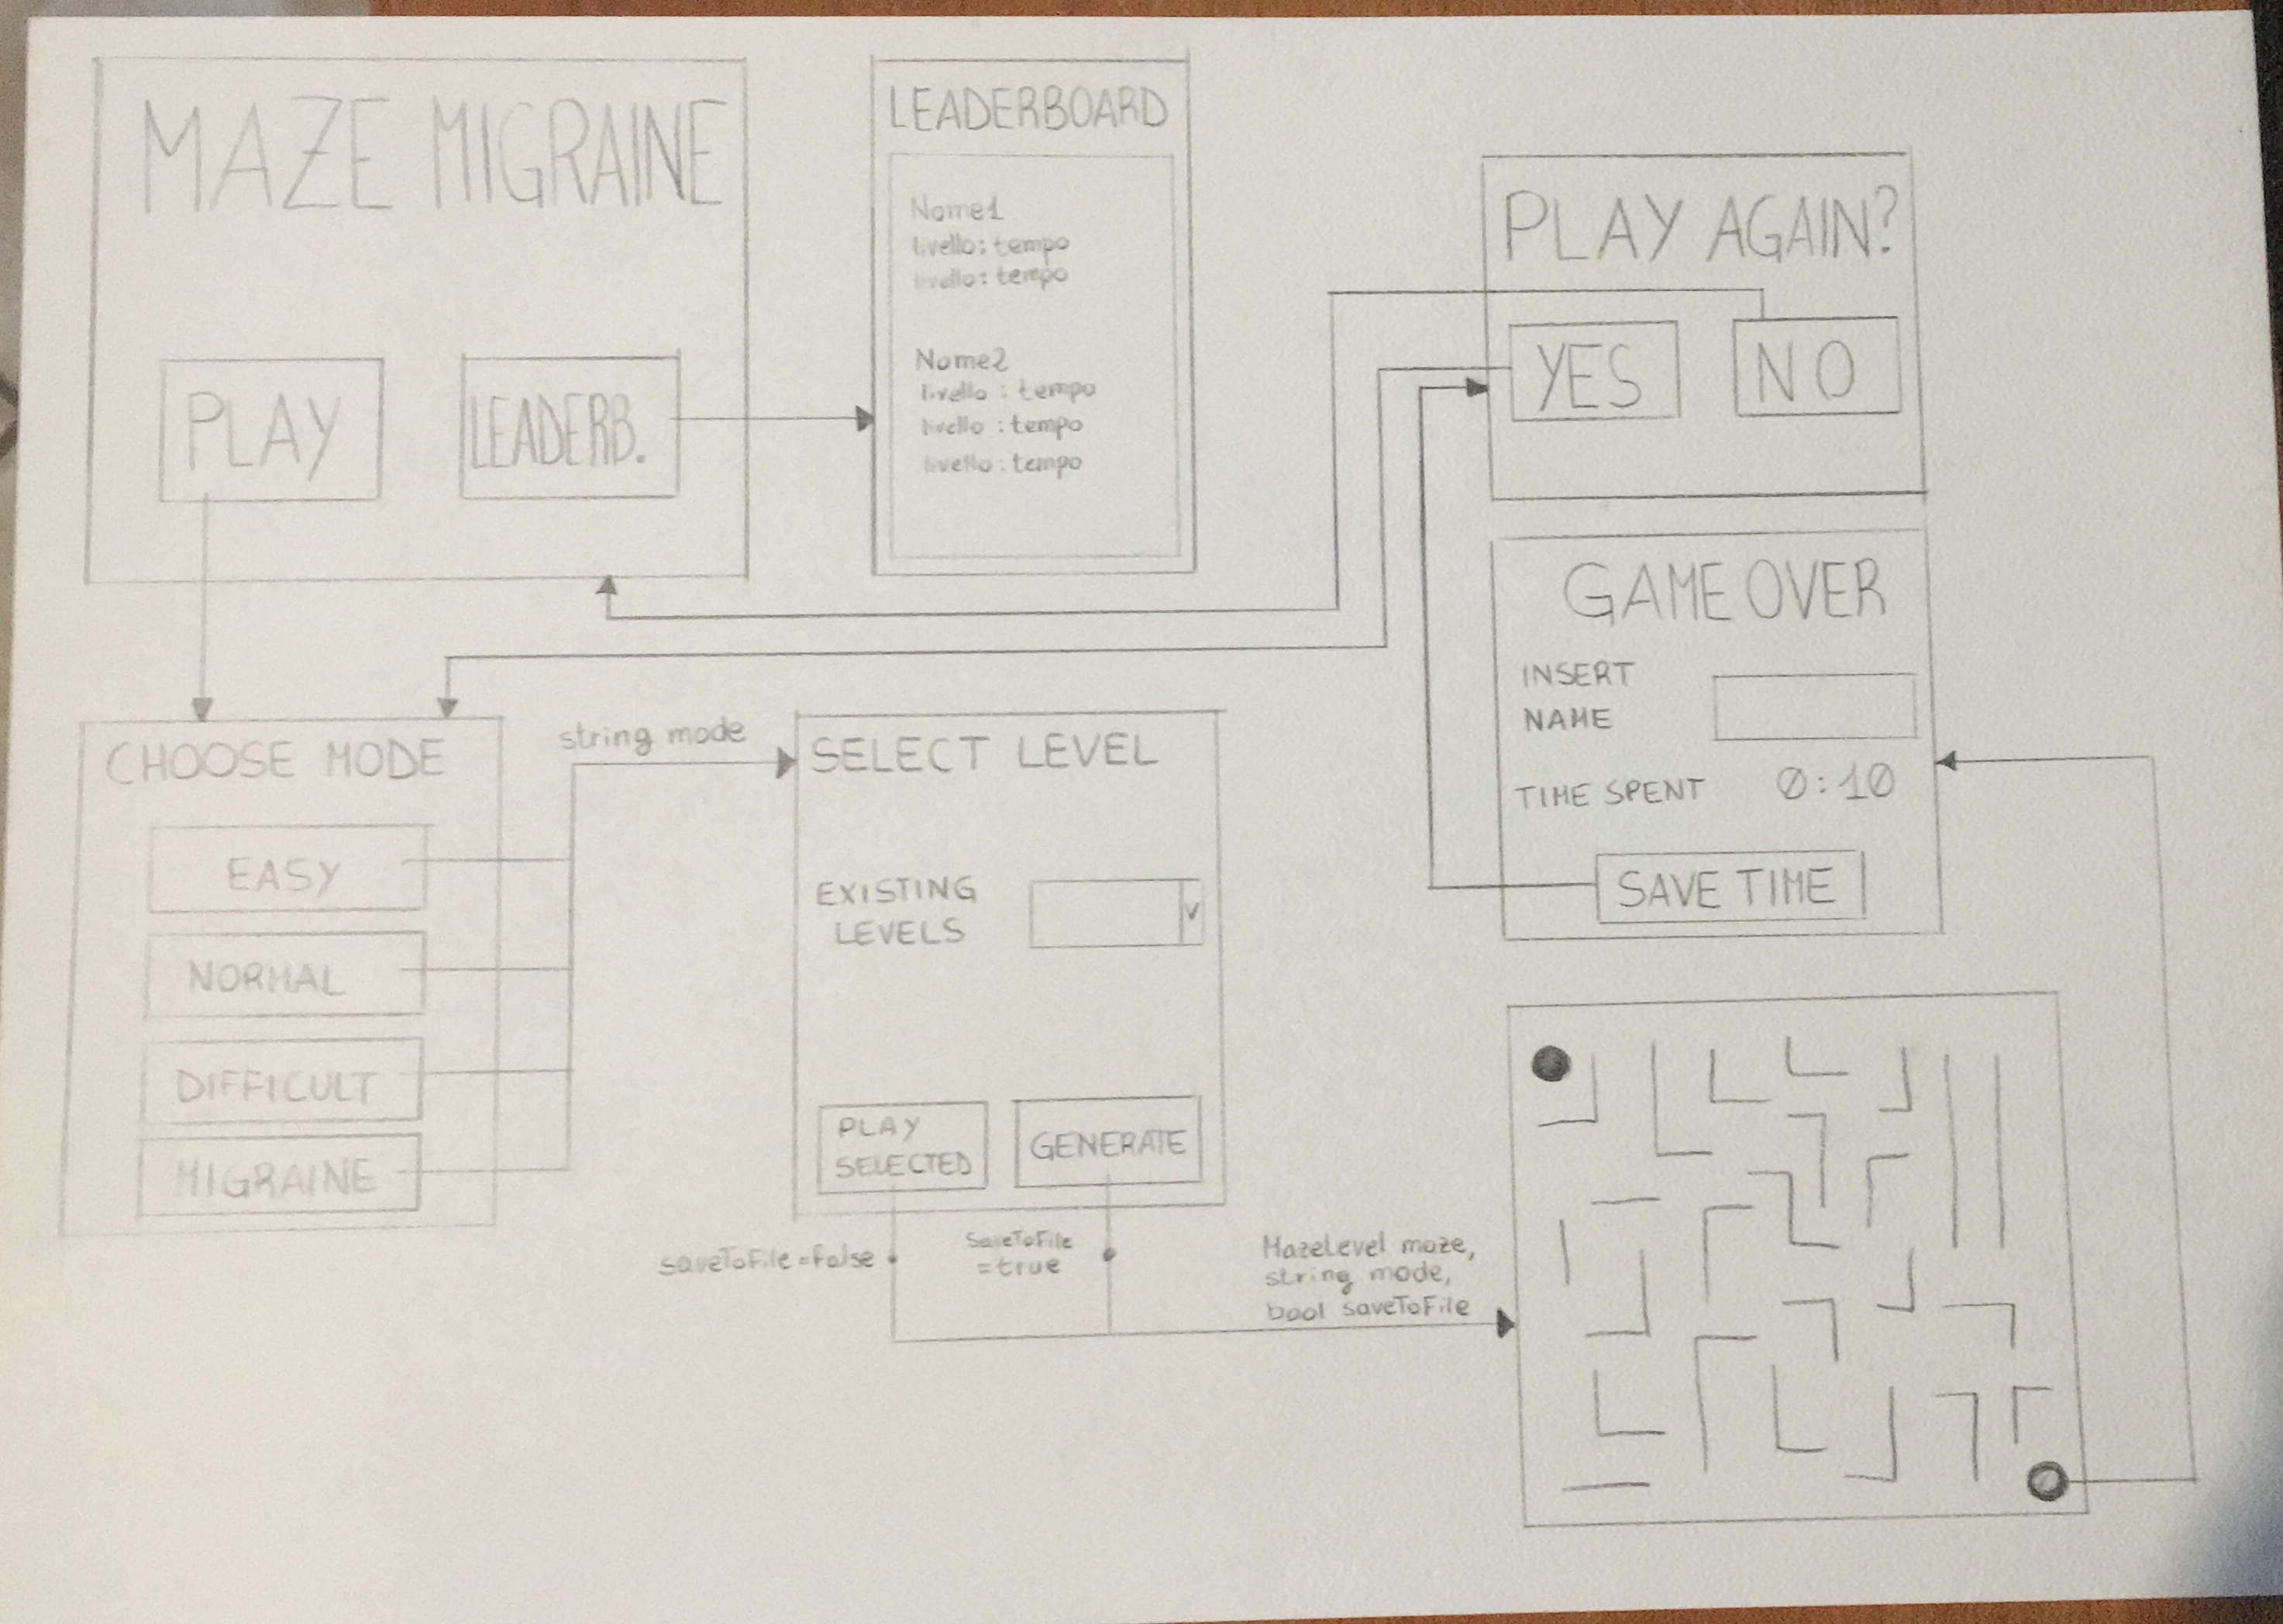 MAZE MIGRAINE
PLAY
LEADERB.
LEADERBOARD
Nome1
livello: tempo
livello: tempo
Nome2
livello : tempo
livello : tempo
livello : tempo
PLAY AGAIN?
YES
NO
GAME OVER
INSERT
NAME
TIME SPENT 0:10
SAVE TIME
CHOOSE MODE
EASY
NORMAL
DIFFICULT
MIGRAINE
string mode
SELECT LEVEL
EXISTING
LEVELS
V
PLAY
SELECTED
GENERATE
saveToFile=false
SaveToFile
=true
MazeLevel maze,
string mode,
bool saveToFile